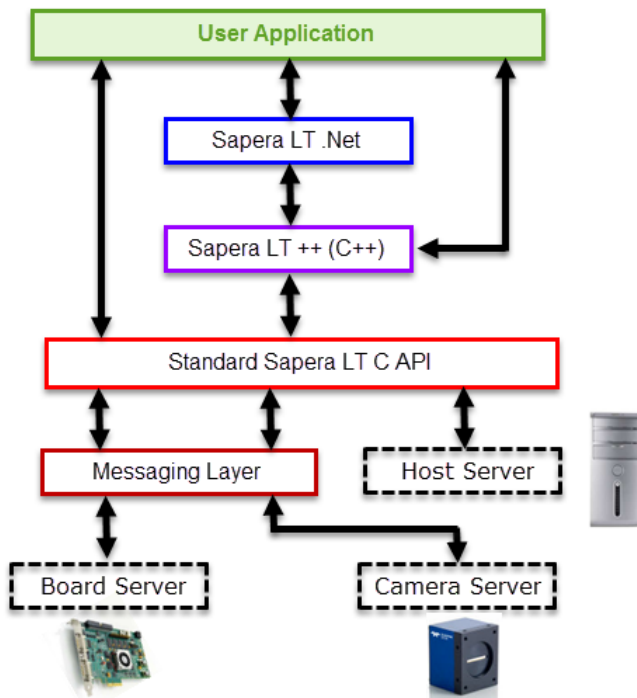 User Application
Sapera LT .Net
Sapera LT ++ (C++)
Standard Sapera LT C API
Messaging Layer
Host Server
Board Server
Camera Server